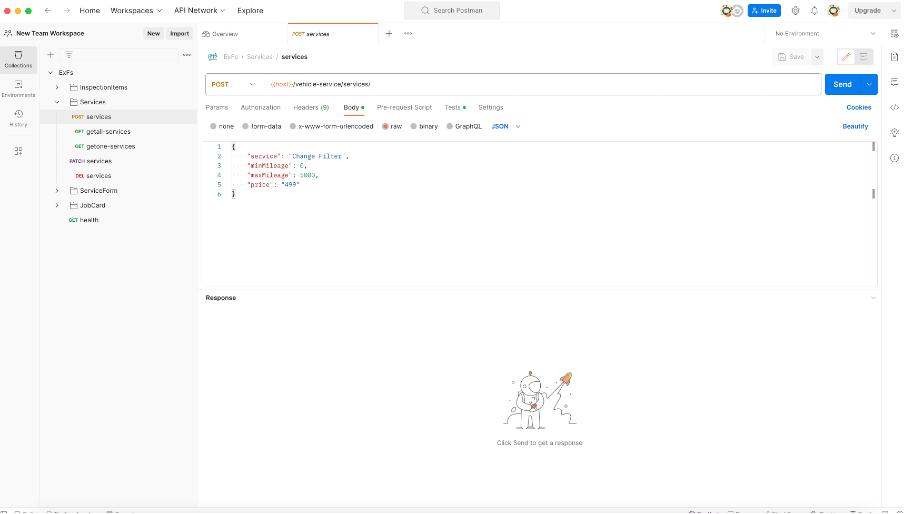 Home Workspaces API Network Explore Search Postman Invite Upgrade
New Team Workspace New Import Overview POST services No Environment
Collections
Environments
History
ExFs
InspectionItems
Services
POST services
GET getall-services
GET getone-services
PATCH services
DEL services
ServiceForm
JobCard
GET health
ExFs / Services / services Save
POST {{host}}/vehicle-service/services/ Send
Params Authorization Headers (9) Body Pre-request Script Tests Settings Cookies
none form-data x-www-form-urlencoded raw binary GraphQL JSON Beautify
1 {
2 "service": "Change Filter",
3 "minMileage": 0,
4 "maxMileage": 1000,
5 "price": "499"
6 }
Response
Click Send to get a response